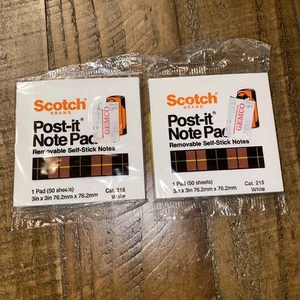 Scotch
BRAND
Post-it®
Note Pad
GEMCO
Removable Self-Stick Notes
1 Pad (50 sheets)
3in x 3in 76.2mm x 76.2mm
Cat. 215
White
Scotch
BRAND
Post-it®
Note Pad
GEMCO
Removable Self-Stick Notes
1 Pad (50 sheets)
3in x 3in 76.2mm x 76.2mm
Cat. 215
White